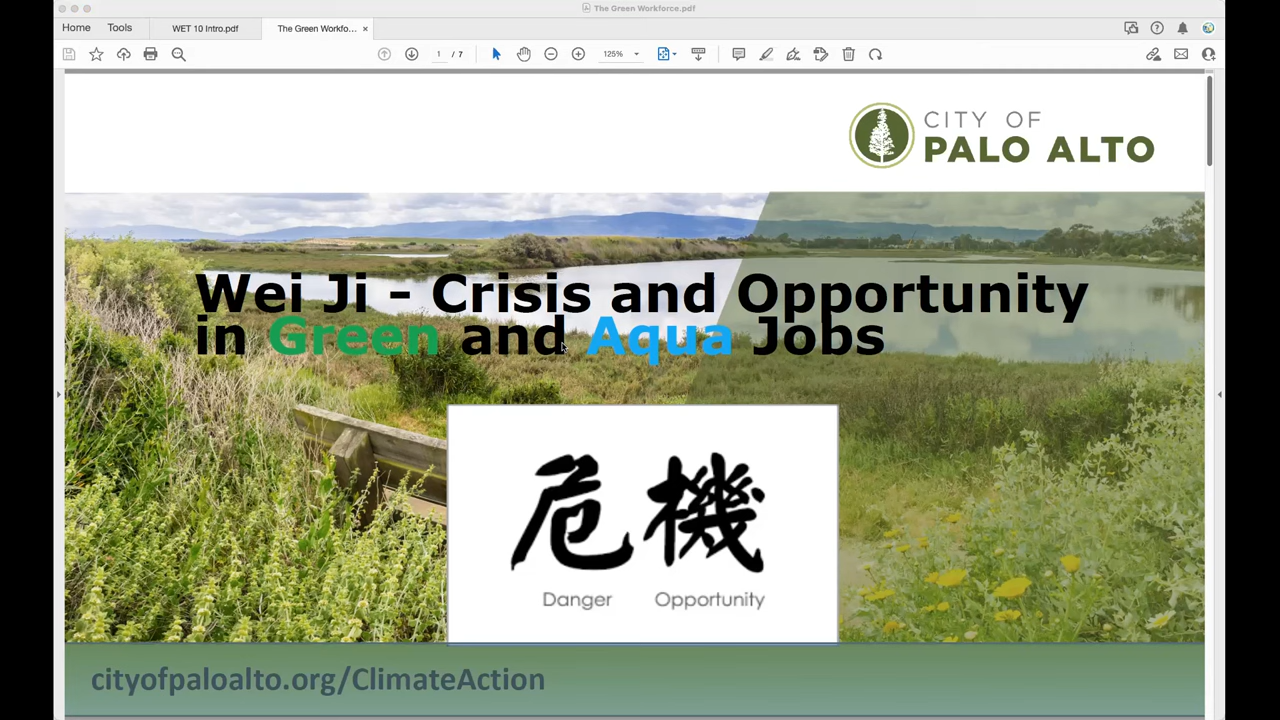 The Green Workforce.pdf
Home Tools WET 10 Intro.pdf The Green Workfo... ×
1 / 7 125%
CITY OF
PALO ALTO
Wei Ji - Crisis and Opportunity
in Green and Aqua Jobs
危機
Danger Opportunity
cityofpaloalto.org/ClimateAction